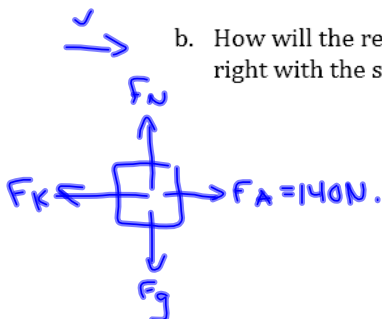 v
b. How will the re
right with the s
FN
FK
FA=140N.
Fg